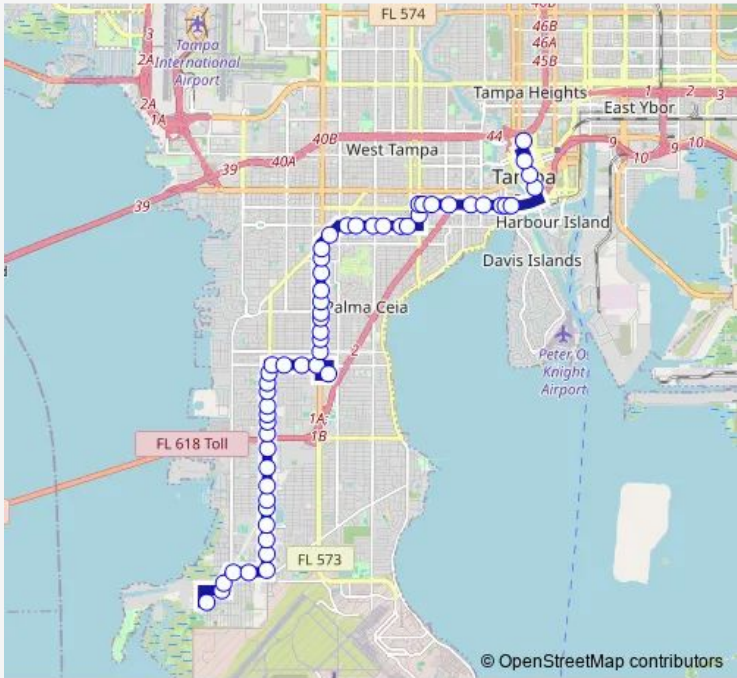 FL 574
46B
46B
46A
45B
3
2A
2A
1A
Tampa
International
Airport
Tampa Heights
1
2
3
East Ybor
44
40B
40A
39
39
West Tampa
9
10
9
10
Tampa
Harbour Island
Davis Islands
Palma Ceia
2
Peter O.
Knight
Airport
1A
1B
FL 618 Toll
FL 573
© OpenStreetMap contributors